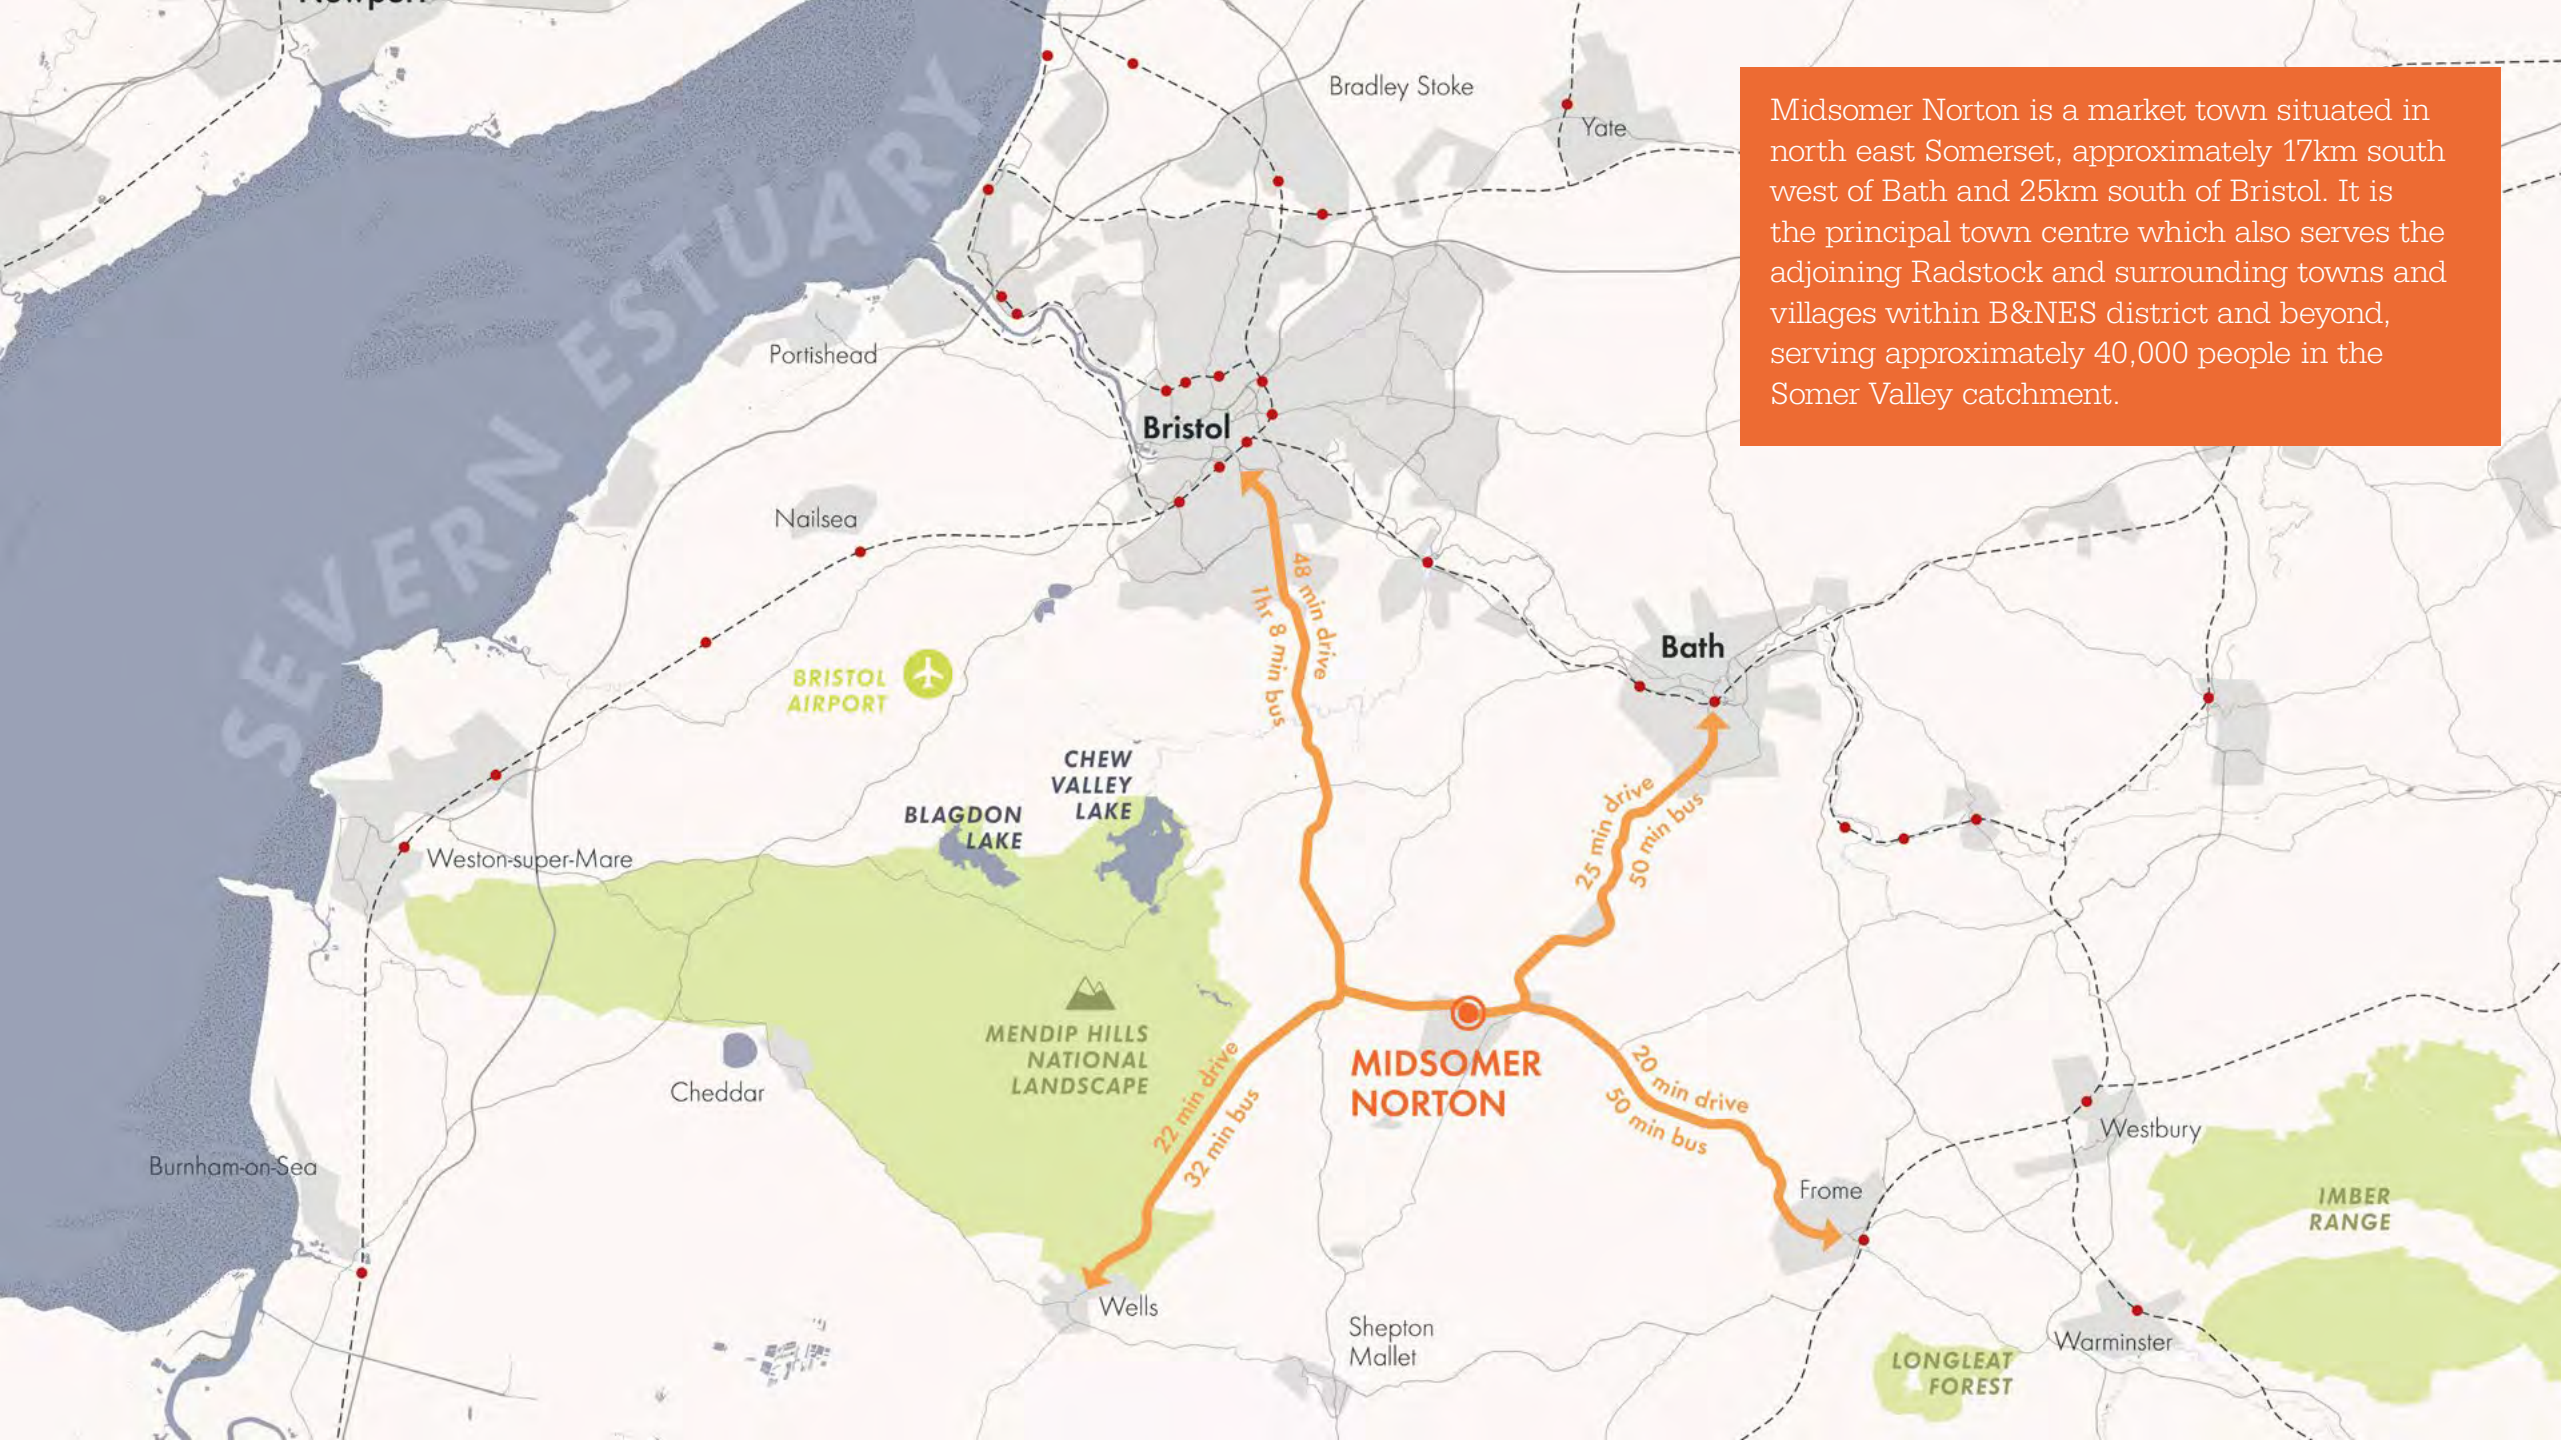 Midsomer Norton is a market town situated in
north east Somerset, approximately 17km south
west of Bath and 25km south of Bristol. It is
the principal town centre which also serves the
adjoining Radstock and surrounding towns and
villages within B&NES district and beyond,
serving approximately 40,000 people in the
Somer Valley catchment.
Bradley Stoke
Yate
SEVERN ESTUARY
Portishead
Bristol
Nailsea
48 min drive
1hr 8 min bus
Bath
BRISTOL
AIRPORT
CHEW
VALLEY
LAKE
BLAGDON
LAKE
25 min drive
50 min bus
Weston-super-Mare
MENDIP HILLS
NATIONAL
LANDSCAPE
MIDSOMER
NORTON
Cheddar
22 min drive
32 min bus
20 min drive
50 min bus
Westbury
Burnham-on-Sea
Frome
IMBER
RANGE
Wells
Shepton
Mallet
Warminster
LONGLEAT
FOREST